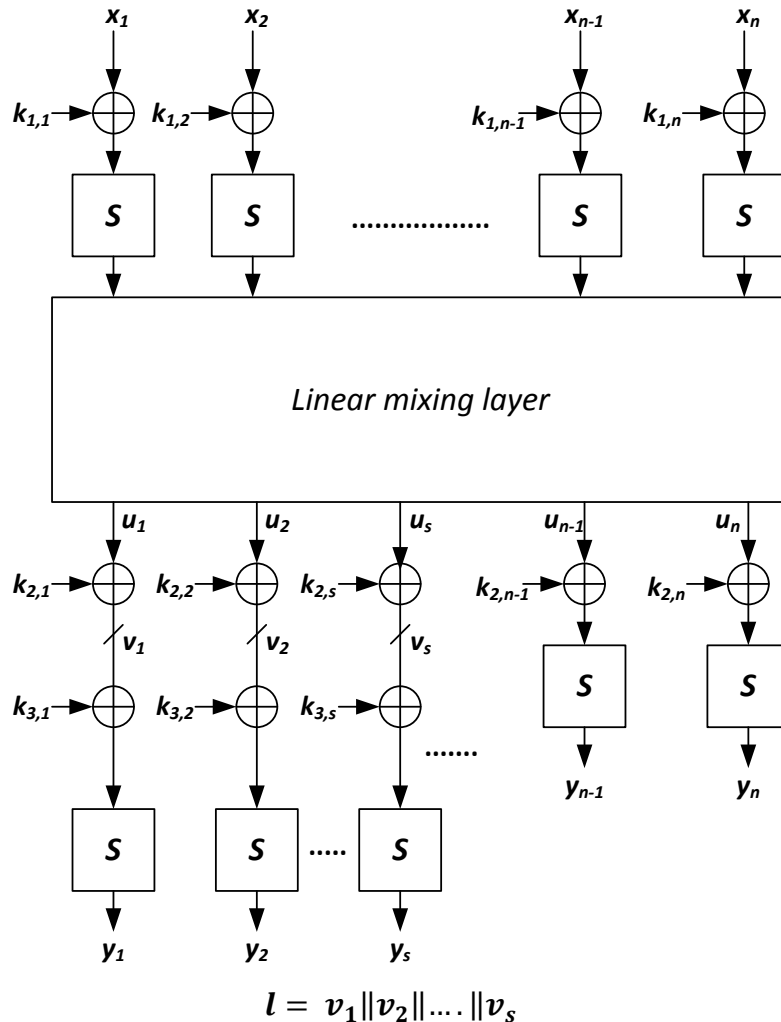 x1 x2 xn-1 xn
k1,1 k1,2 k1,n-1 k1,n
S S S S
..................
Linear mixing layer
u1 u2 us un-1 un
k2,1 k2,2 k2,s k2,n-1 k2,n
v1 v2 vs
S S
k3,1 k3,2 k3,s
.......
yn-1 yn
S S ..... S
y1 y2 ys
l = v1||v2||....||vs